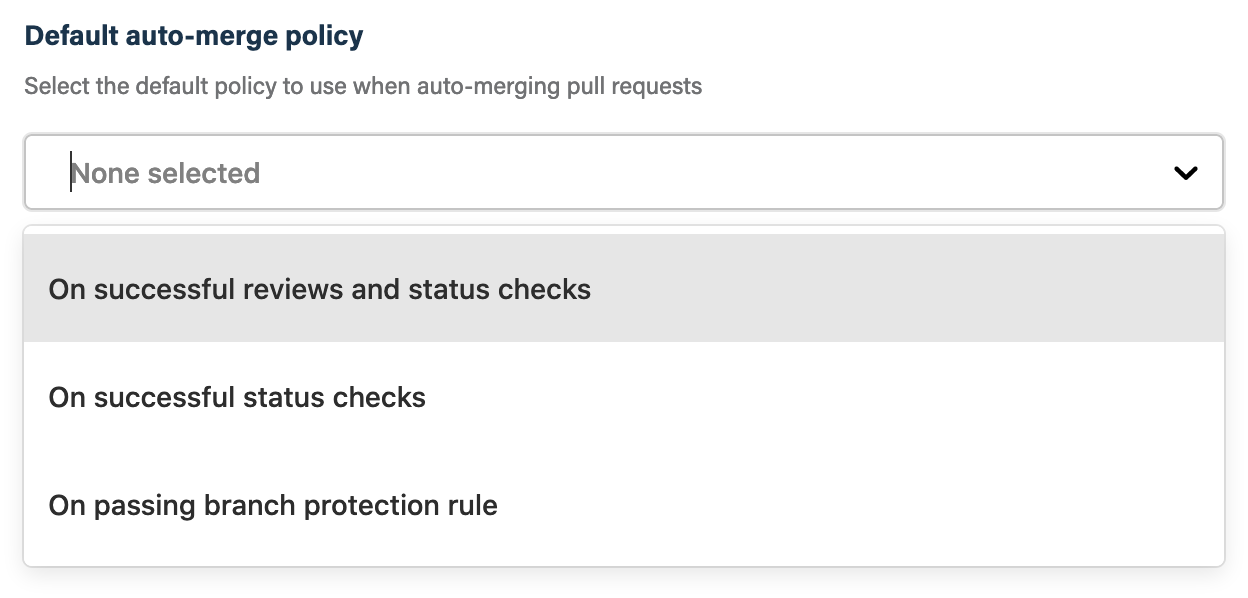 Default auto-merge policy
Select the default policy to use when auto-merging pull requests
None selected
On successful reviews and status checks
On successful status checks
On passing branch protection rule